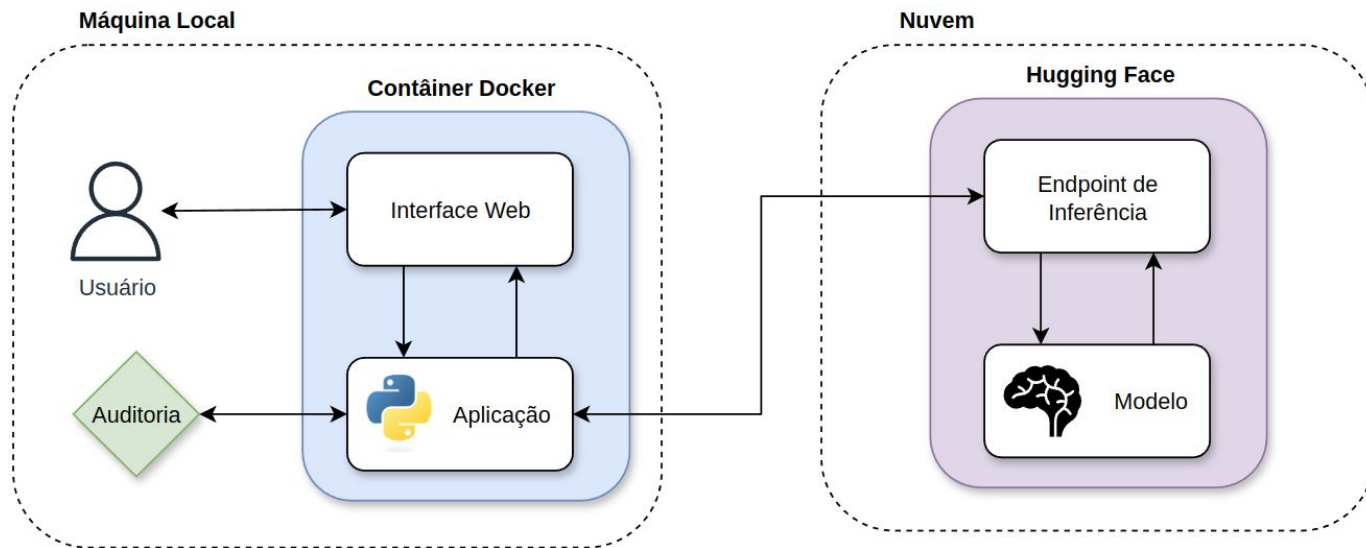 Máquina Local
Nuvem
Contâiner Docker
Hugging Face
Interface Web
Endpoint de
Inferência
Usuário
Auditoria
Aplicação
Modelo